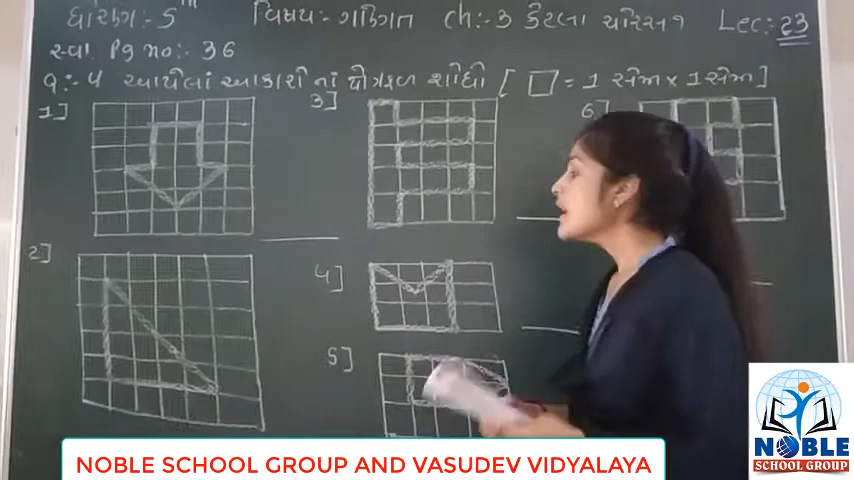 ધોરણ:- 5th વિષય:- ગણિત ch:- 3 કેટલા ચોરસ? Lec:- 23
સ્વા. Pg no:- 36
Q:- 4 આપેલાં આકારોનાં ક્ષેત્રફળ શોધો [ □ = 1 સેમી x 1 સેમી ]
1]
3]
6]
2]
4]
5]
NOBLE
SCHOOL GROUP
NOBLE SCHOOL GROUP AND VASUDEV VIDYALAYA